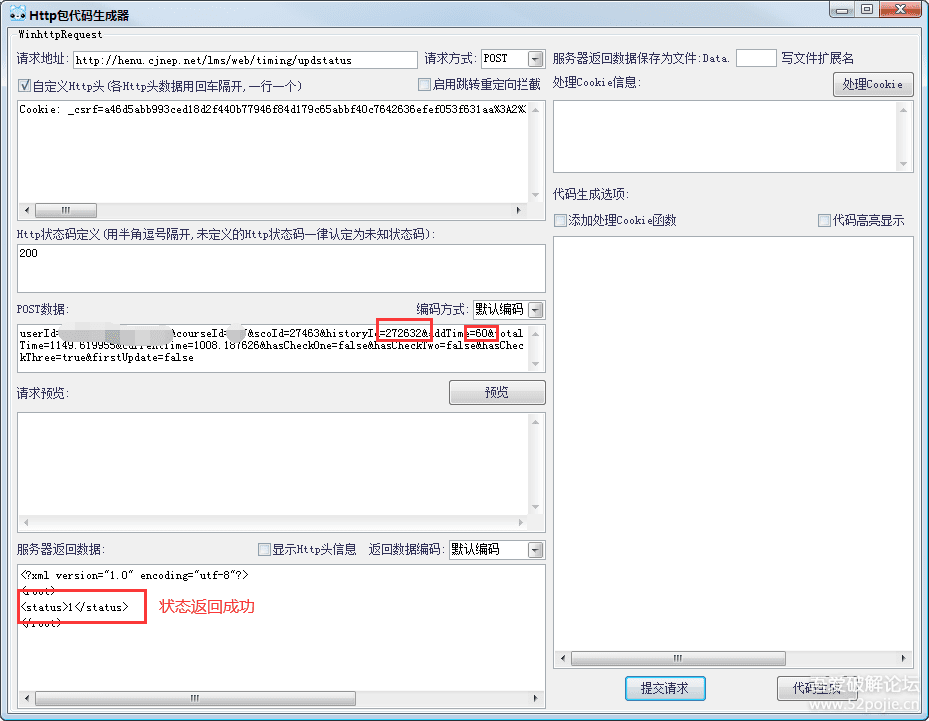 Http包代码生成器
WinhttpRequest
请求地址: http://henu.cjnep.net/lms/web/timing/updstatus 请求方式: POST
服务器返回数据保存为文件:Data. 写文件扩展名
自定义Http头(各Http头数据用回车隔开,一行一个) 启用跳转重定向拦截
处理Cookie信息: 处理Cookie
Cookie: _csrf=a46d5abb993ced18d2f440b77946f84d179c65abbf40c7642636efef053f631aa%3A2%
代码生成选项:
添加处理Cookie函数 代码高亮显示
Http状态码定义(用半角逗号隔开,未定义的Http状态码一律认定为未知状态码):
200
POST数据: 编码方式: 默认编码
userId= &courseId= &scoId=27463&historyId=272632&addTime=60&total
Time=1149.619955&currentTime=1008.187626&hasCheckOne=false&hasCheckTwo=false&hasChec
kThree=true&firstUpdate=false
请求预览: 预览
服务器返回数据: 显示Http头信息 返回数据编码: 默认编码
<?xml version="1.0" encoding="utf-8"?>
<root>
<status>1</status> 状态返回成功
</root>
提交请求 代码生成
吾爱破解论坛
www.52pojie.cn